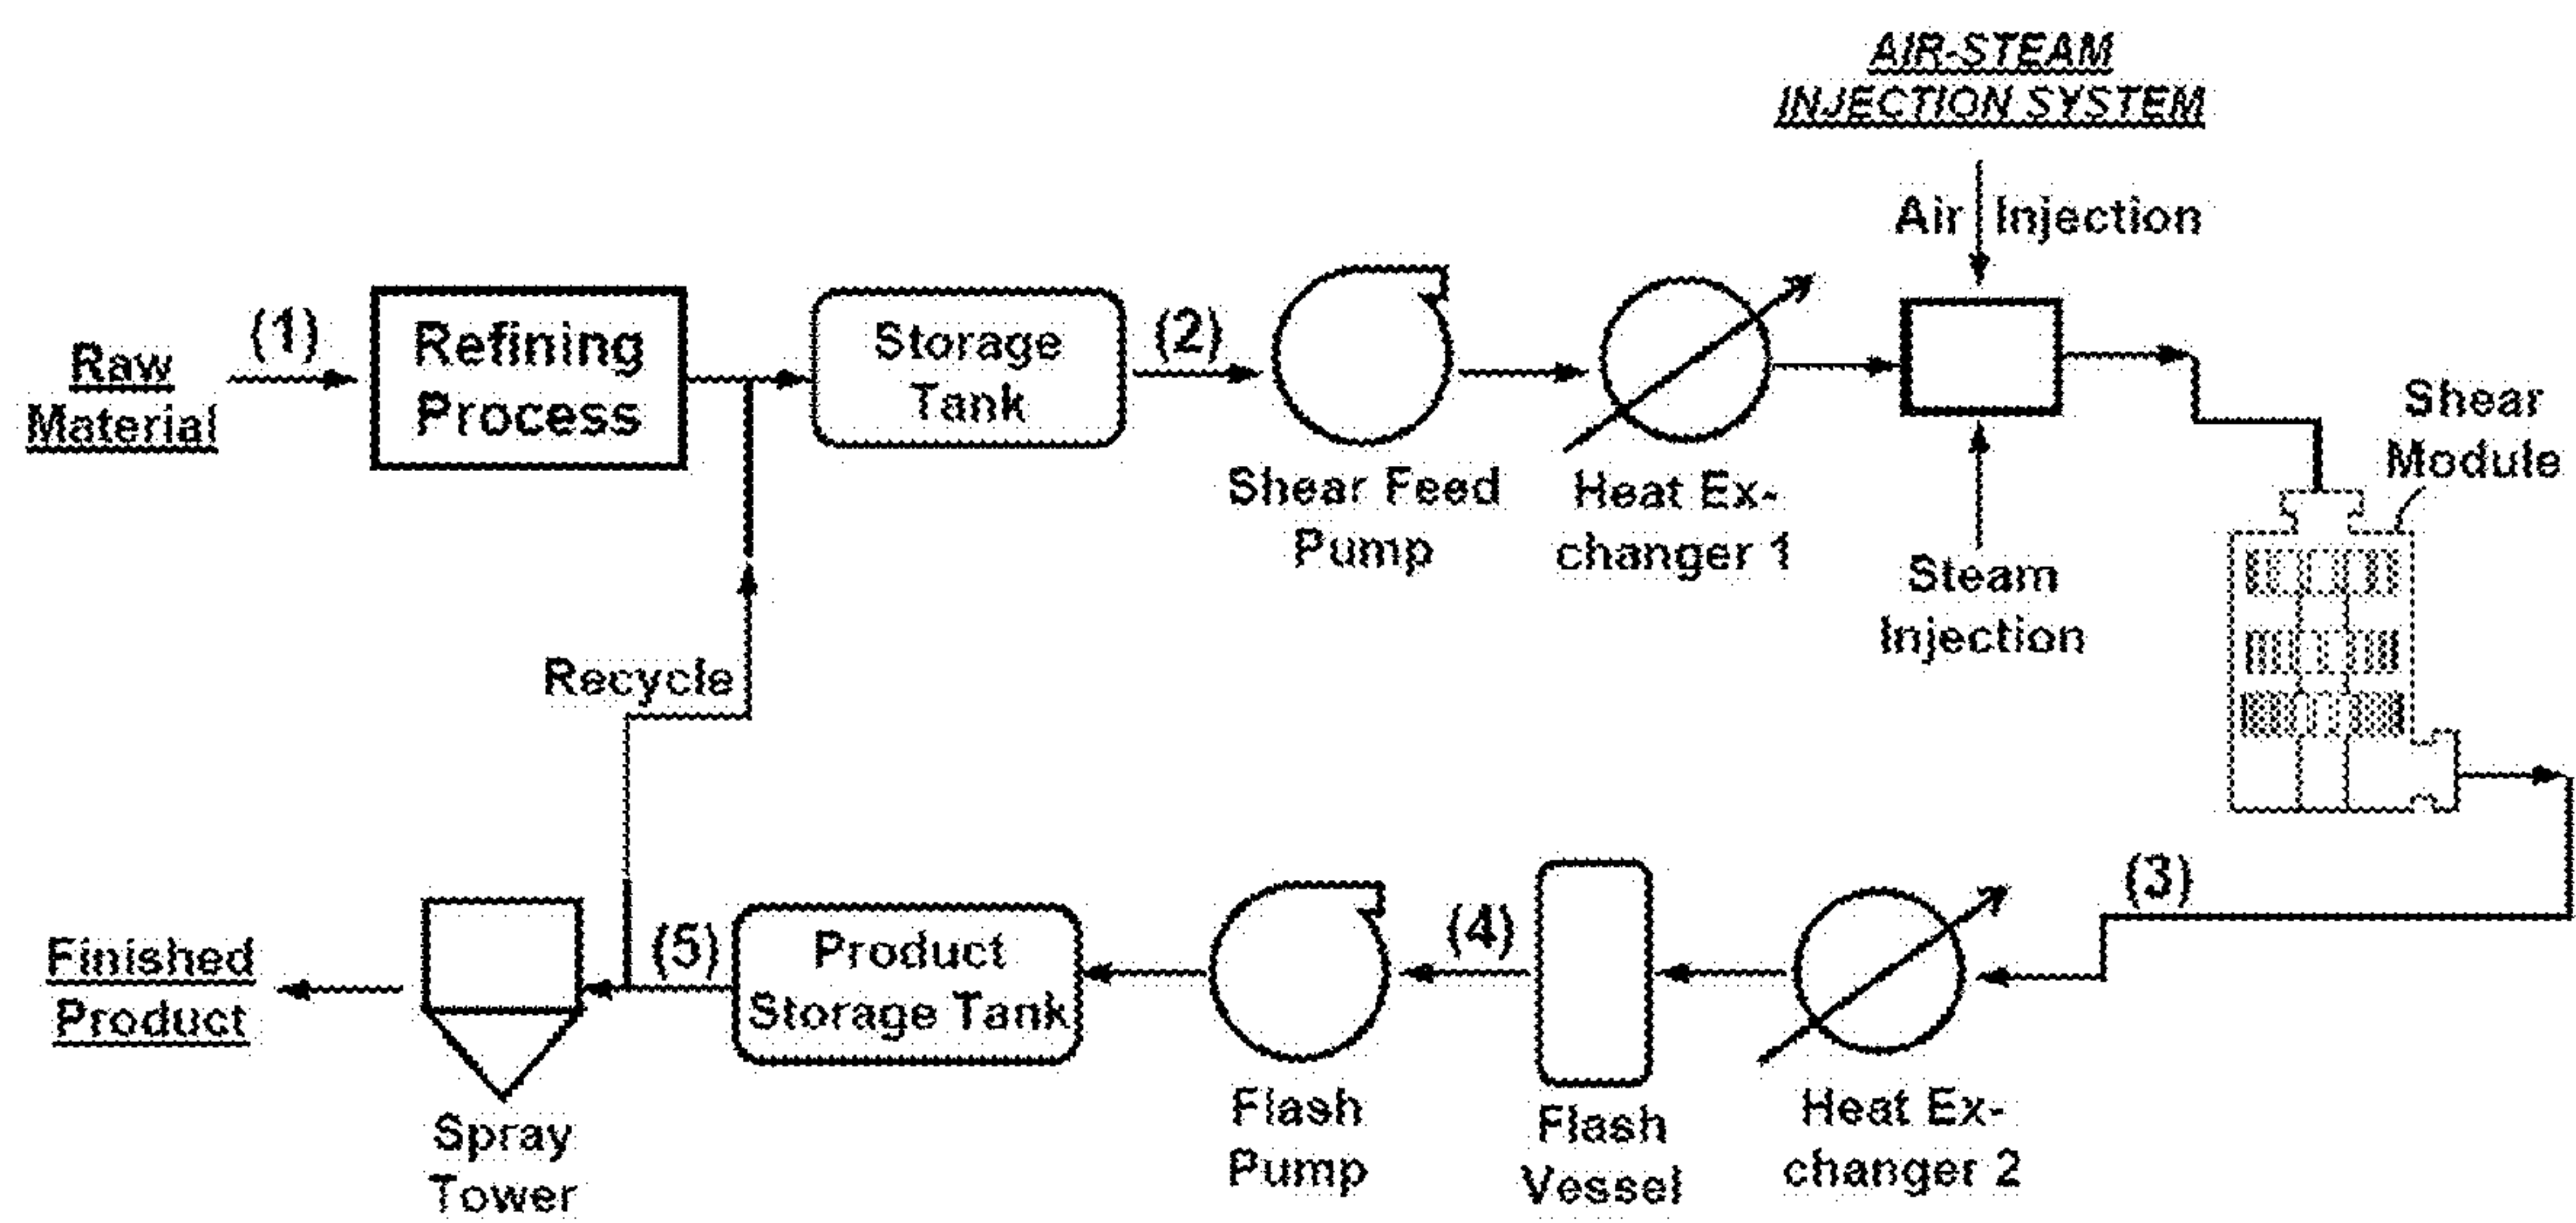 AIR-STEAM
INJECTION SYSTEM
Air Injection
(1)
Raw
Material
Refining
Process
Storage
Tank
(2)
Shear Feed
Pump
Heat Ex-
changer 1
Steam
Injection
Shear
Module
Recycle
(3)
Heat Ex-
changer 2
Flash
Vessel
(4)
Flash
Pump
Product
Storage Tank
(5)
Spray
Tower
Finished
Product